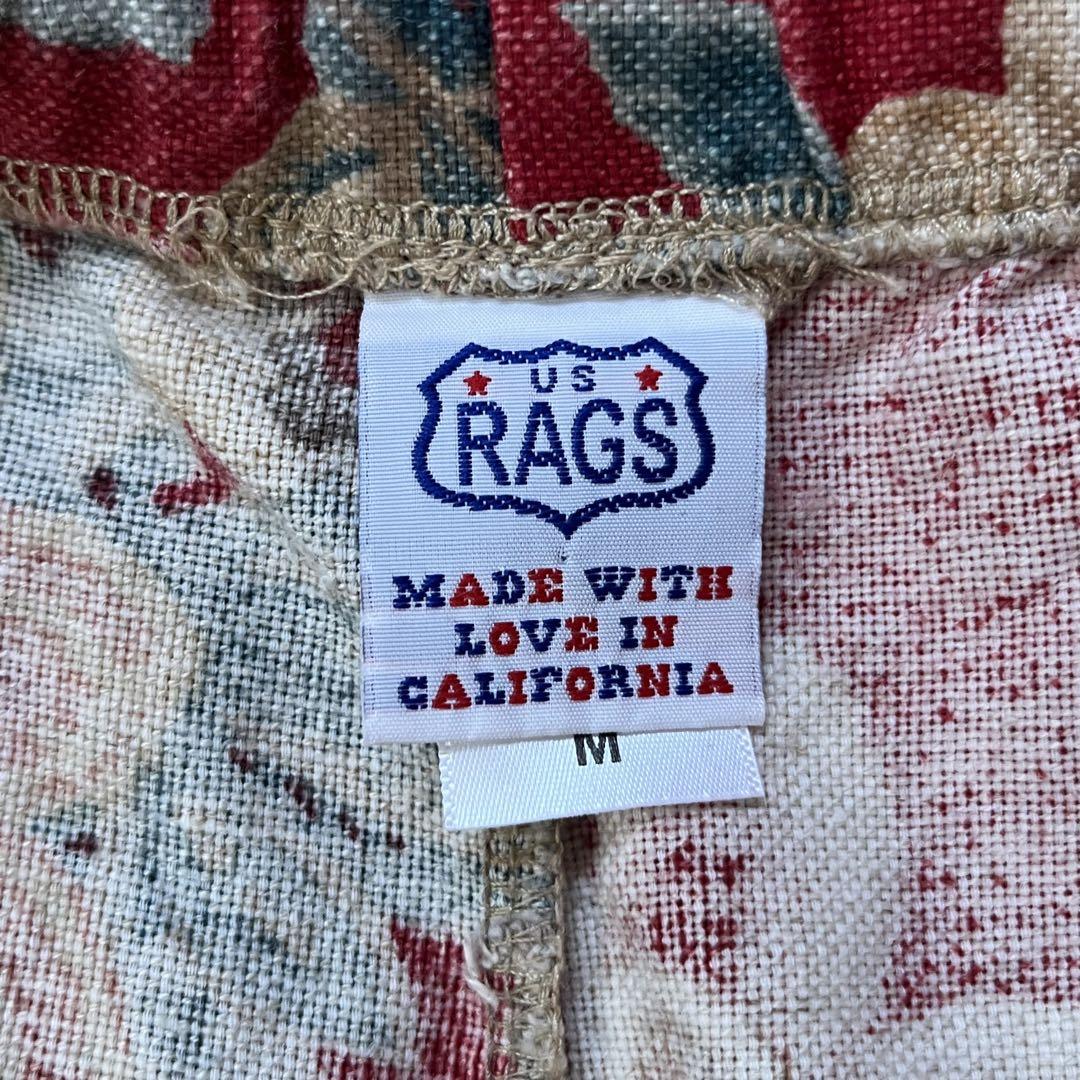 US
RAGS
MADE WITH
LOVE IN
CALIFORNIA
M